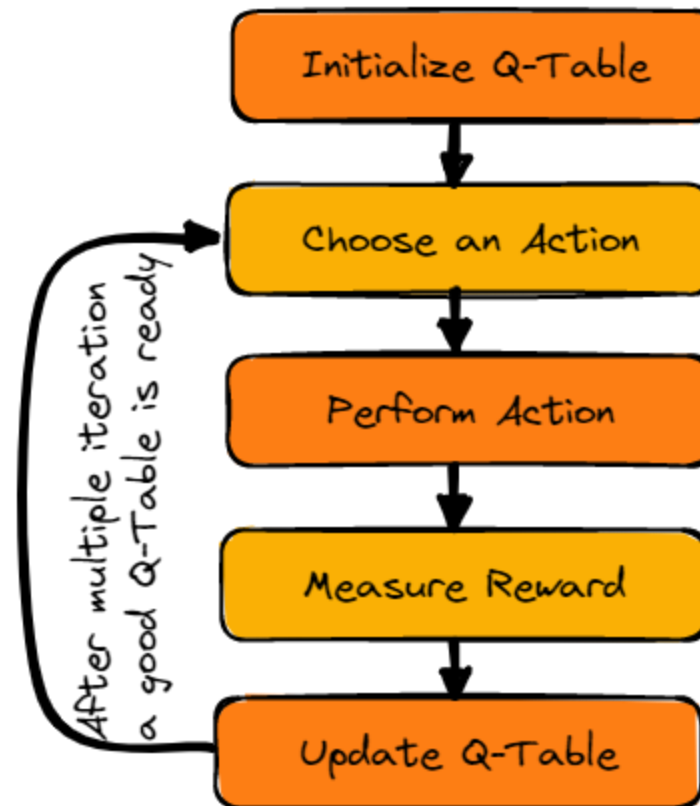 Initialize Q-Table
Choose an Action
Perform Action
Measure Reward
Update Q-Table
After multiple iteration
a good Q-Table is ready